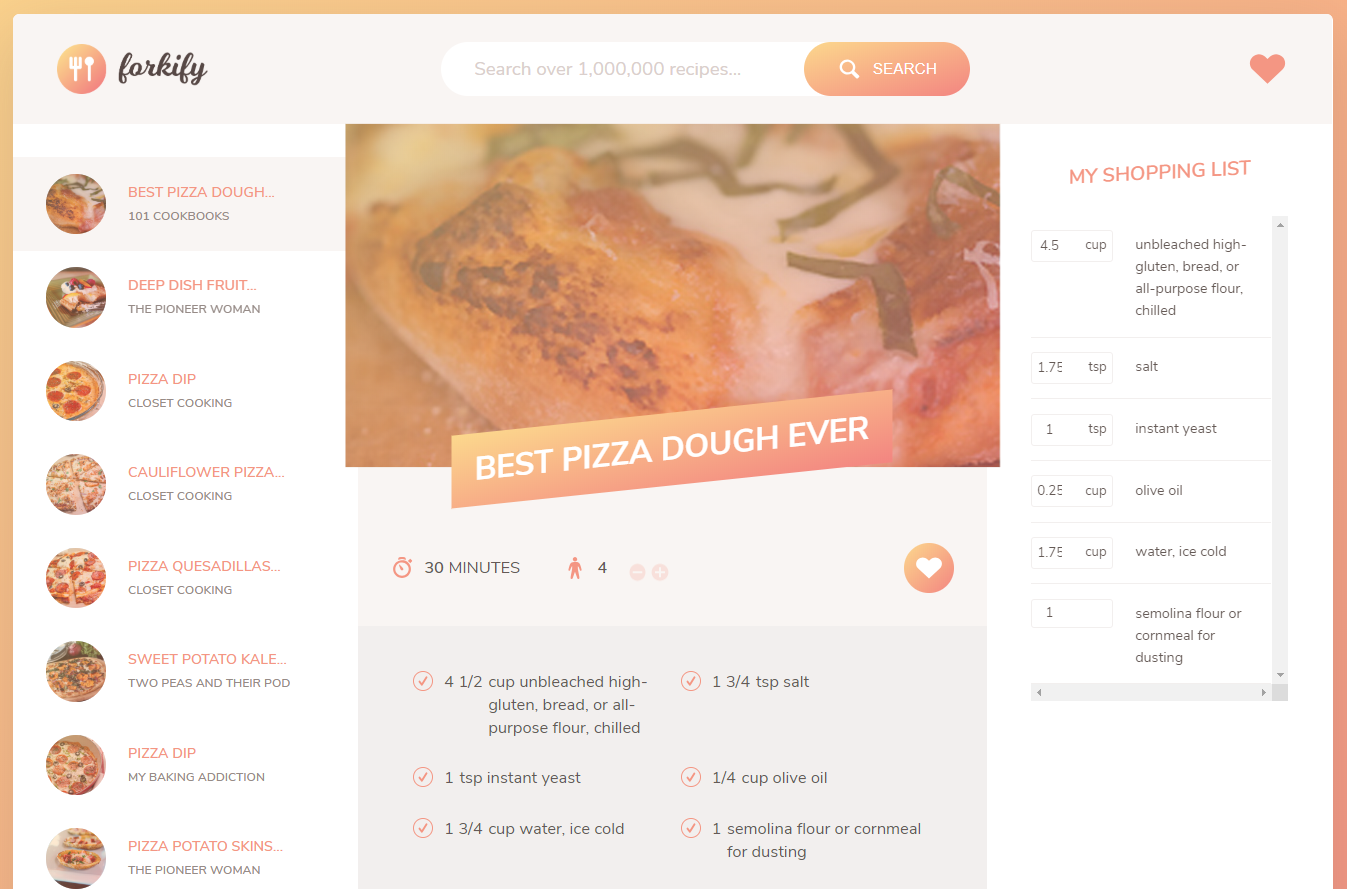 forkify
Search over 1,000,000 recipes...
SEARCH
BEST PIZZA DOUGH...
101 COOKBOOKS
DEEP DISH FRUIT...
THE PIONEER WOMAN
PIZZA DIP
CLOSET COOKING
CAULIFLOWER PIZZA...
CLOSET COOKING
PIZZA QUESADILLAS...
CLOSET COOKING
SWEET POTATO KALE...
TWO PEAS AND THEIR POD
PIZZA DIP
MY BAKING ADDICTION
PIZZA POTATO SKINS...
THE PIONEER WOMAN
BEST PIZZA DOUGH EVER
30 MINUTES
4
4 1/2 cup unbleached high-
gluten, bread, or all-
purpose flour, chilled
1 3/4 tsp salt
1 tsp instant yeast
1/4 cup olive oil
1 3/4 cup water, ice cold
1 semolina flour or cornmeal
for dusting
MY SHOPPING LIST
4.5 cup unbleached high-
gluten, bread, or
all-purpose flour,
chilled
1.75 tsp salt
1 tsp instant yeast
0.25 cup olive oil
1.75 cup water, ice cold
1 semolina flour or
cornmeal for
dusting